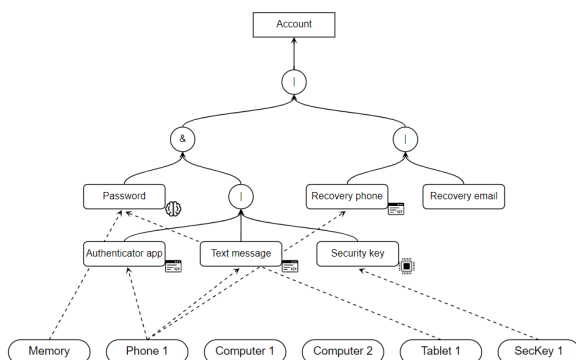 Account
|
&
|
Password
|
Recovery phone
Recovery email
Authenticator app
Text message
Security key
Memory
Phone 1
Computer 1
Computer 2
Tablet 1
SecKey 1